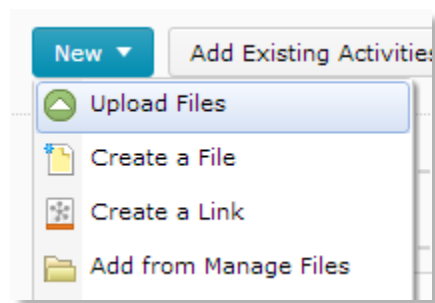 New Add Existing Activities
Upload Files
Create a File
Create a Link
Add from Manage Files